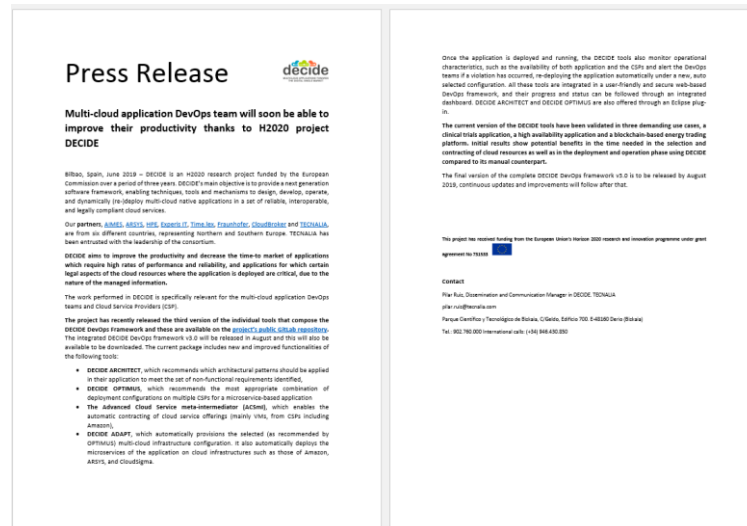 Press Release
decide
Multi-cloud application DevOps team will soon be able to
improve their productivity thanks to H2020 project
DECIDE
Bilbao, Spain, June 2019 – DECIDE is an H2020 research project funded by the European
Commission over a period of three years. DECIDE's main objective is to provide a next generation
software framework, enabling techniques, tools and mechanisms to design, develop, operate,
and dynamically (re-)deploy multi-cloud native applications in a set of reliable, interoperable,
and legally compliant cloud services.
Our partners, AIMES, ARSYS, HPE, Experis IT, Time.lex, Fraunhofer, CloudBroker and TECNALIA,
are from six different countries, representing Northern and Southern Europe. TECNALIA has
been entrusted with the leadership of the consortium.
DECIDE aims to improve the productivity and decrease the time-to market of applications
which require high rates of performance and reliability, and applications for which certain
legal aspects of the cloud resources where the application is deployed are critical, due to the
nature of the managed information.
The work performed in DECIDE is specifically relevant for the multi-cloud application DevOps
teams and Cloud Service Providers (CSP).
The project has recently released the third version of the individual tools that compose the
DECIDE DevOps Framework and these are available on the project's public GitLab repository.
The integrated DECIDE DevOps framework v3.0 will be released in August and this will also be
available to be downloaded. The current package includes new and improved functionalities of
the following tools:
• DECIDE ARCHITECT, which recommends which architectural patterns should be applied
in their application to meet the set of non-functional requirements identified,
• DECIDE OPTIMUS, which recommends the most appropriate combination of
deployment configurations on multiple CSPs for a microservice-based application
• The Advanced Cloud Service meta-intermediator (ACSmI), which enables the
automatic contracting of cloud service offerings (mainly VMs, from CSPs including
Amazon),
• DECIDE ADAPT, which automatically provisions the selected (as recommended by
OPTIMUS) multi-cloud infrastructure configuration. It also automatically deploys the
microservices of the application on cloud infrastructures such as those of Amazon,
ARSYS, and CloudSigma.
Once the application is deployed and running, the DECIDE tools also monitor operational
characteristics, such as the availability of both application and the CSPs and alert the DevOps
teams if a violation has occurred, re-deploying the application automatically under a new, auto
selected configuration. All these tools are integrated in a user-friendly and secure web-based
DevOps framework, and their progress and status can be followed through an integrated
dashboard. DECIDE ARCHITECT and DECIDE OPTIMUS are also offered through an Eclipse plug-
in.
The current version of the DECIDE tools have been validated in three demanding use cases, a
clinical trials application, a high availability application and a blockchain-based energy trading
platform. Initial results show potential benefits in the time needed in the selection and
contracting of cloud resources as well as in the deployment and operation phase using DECIDE
compared to its manual counterpart.
The final version of the complete DECIDE DevOps framework v3.0 is to be released by August
2019, continuous updates and improvements will follow after that.
This project has received funding from the European Union's Horizon 2020 research and innovation programme under grant
agreement No 731533
Contact
Pilar Ruiz, Dissemination and Communication Manager in DECIDE. TECNALIA
pilar.ruiz@tecnalia.com
Parque Científico y Tecnológico de Bizkaia, C/Geldo, Edificio 700. E-48160 Derio (Bizkaia)
Tel.: 902.760.000 International calls: (+34) 946.430.850